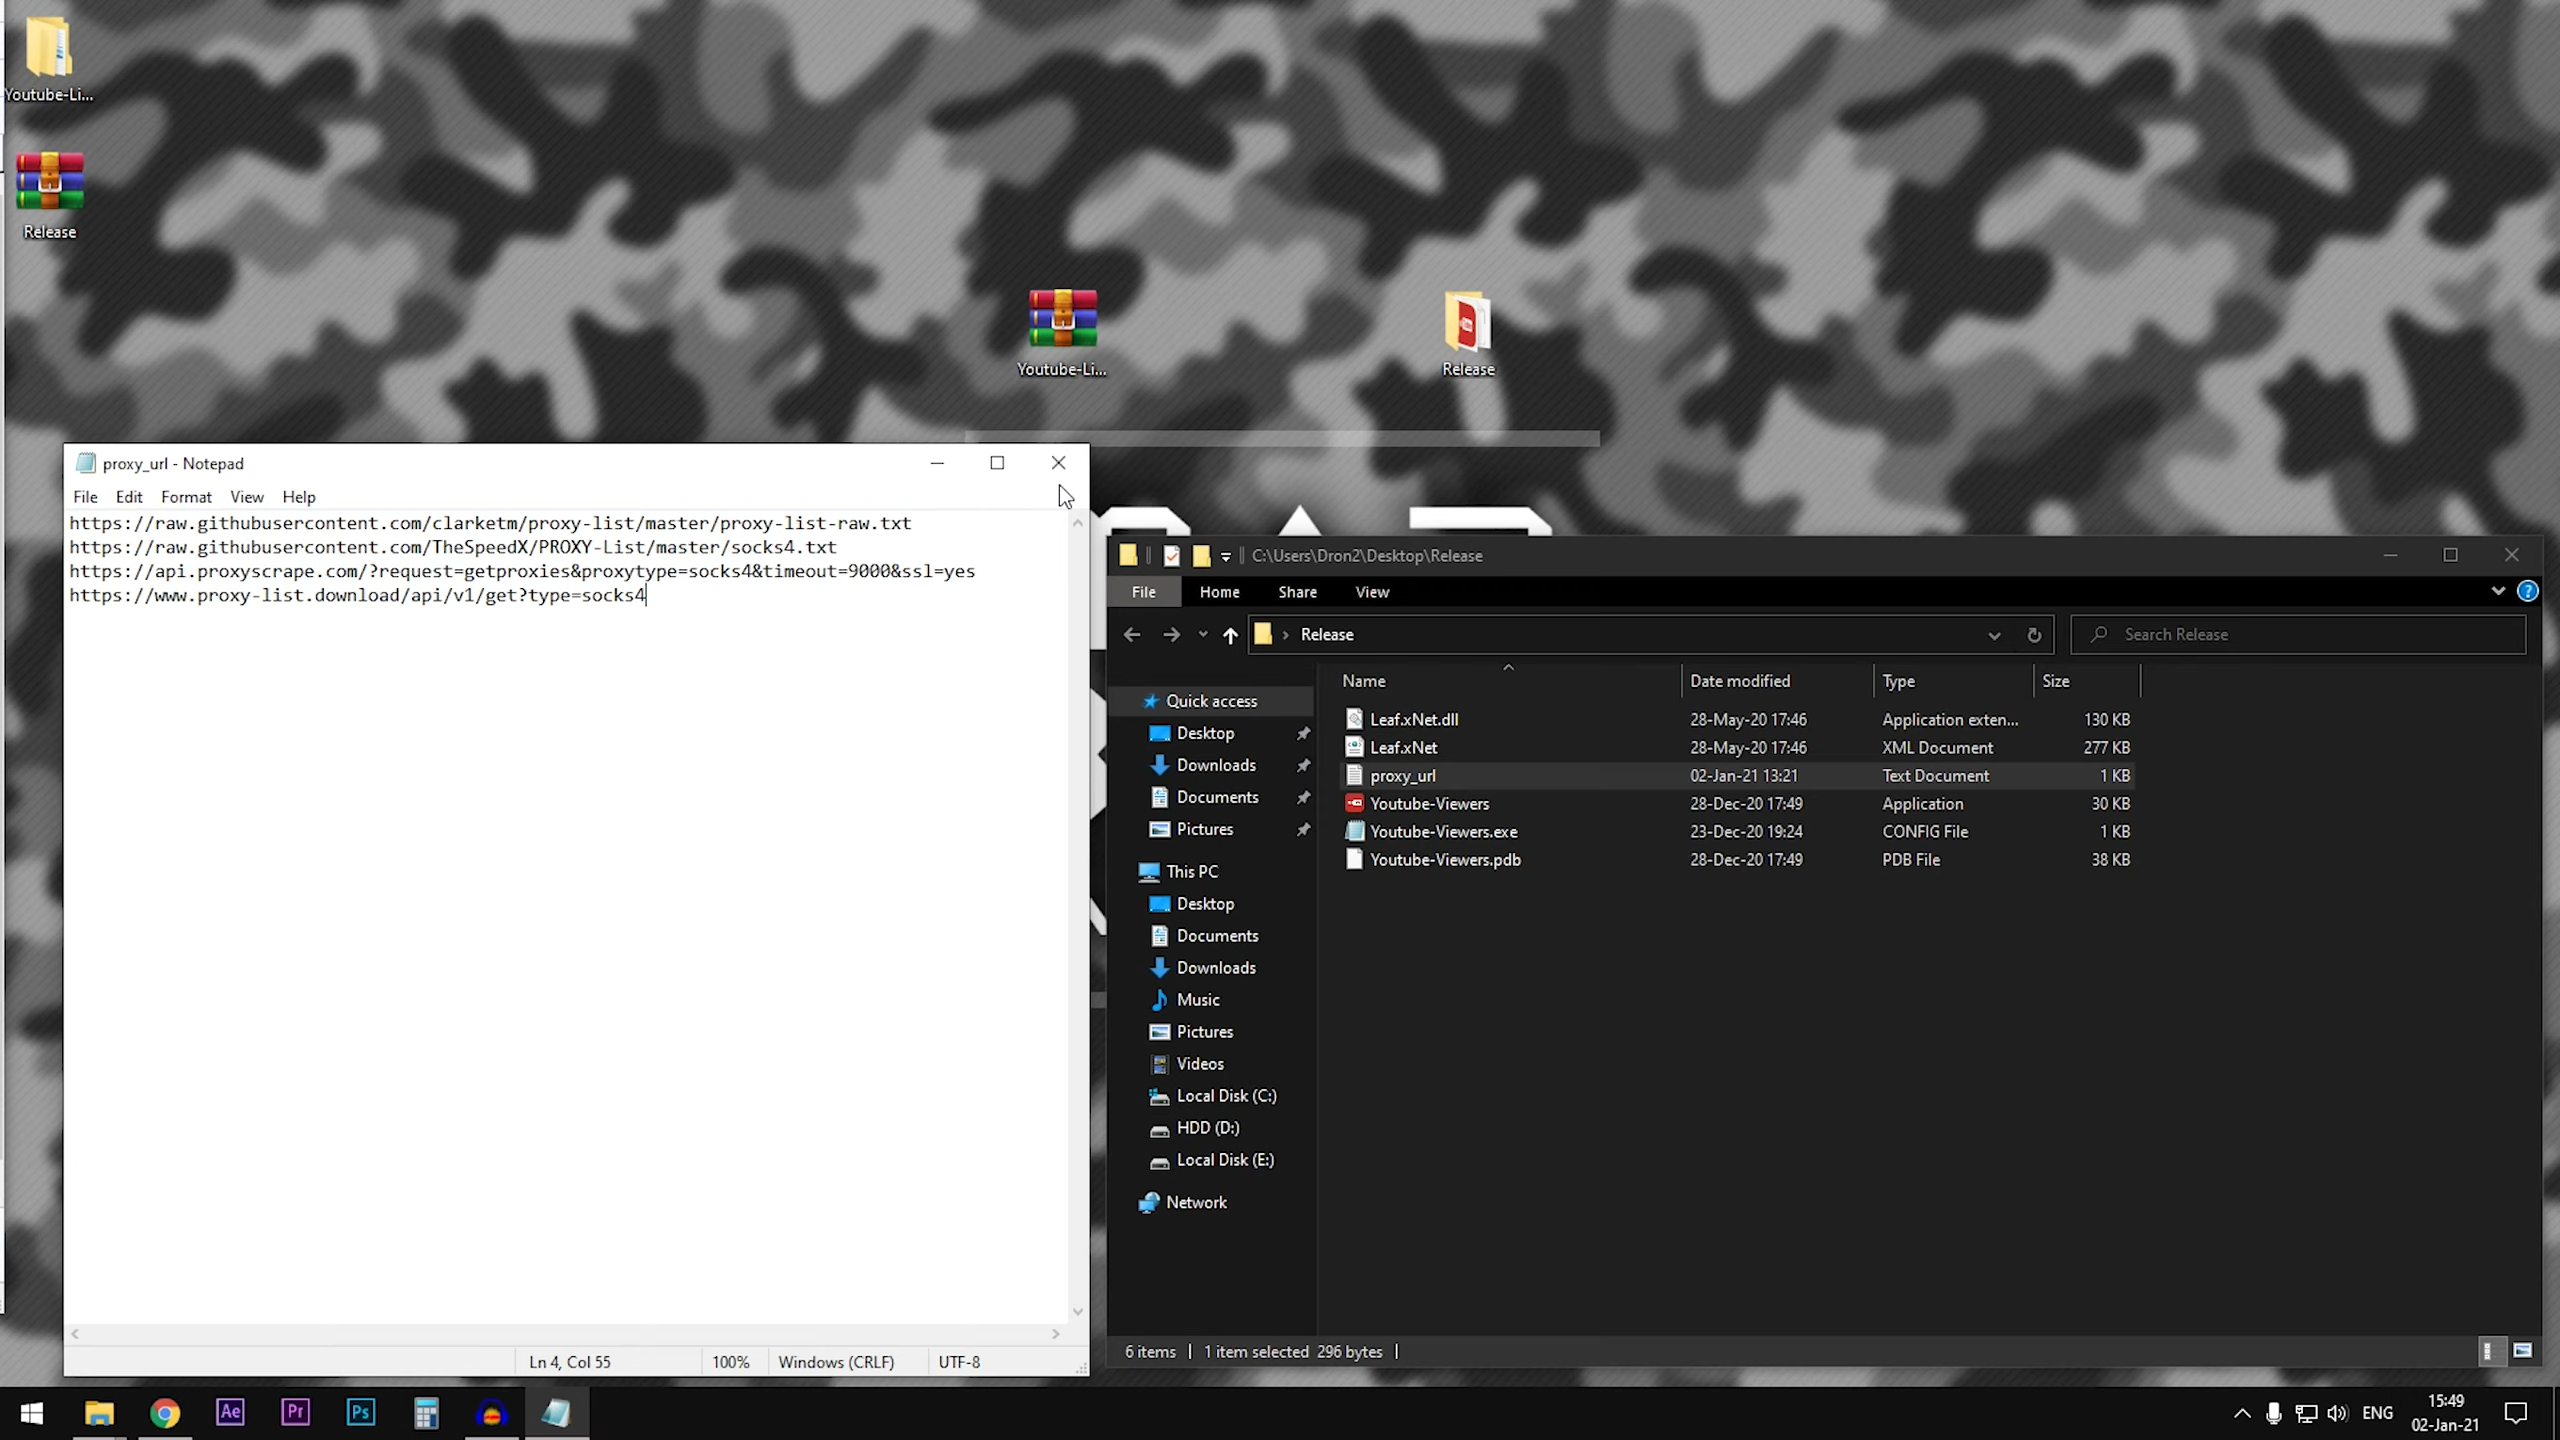 Youtube-Li...
Release
Youtube-Li...
Release
proxy_url - Notepad
File Edit Format View Help
https://raw.githubusercontent.com/clarketm/proxy-list/master/proxy-list-raw.txt
https://raw.githubusercontent.com/TheSpeedX/PROXY-List/master/socks4.txt
https://api.proxyscrape.com/?request=getproxies&proxytype=socks4&timeout=9000&ssl=yes
https://www.proxy-list.download/api/v1/get?type=socks4
Ln 4, Col 55 100% Windows (CRLF) UTF-8
C:\Users\Dron2\Desktop\Release
File Home Share View
Release
Search Release
Quick access
Desktop
Downloads
Documents
Pictures
This PC
Desktop
Documents
Downloads
Music
Pictures
Videos
Local Disk (C:)
HDD (D:)
Local Disk (E:)
Network
Name Date modified Type Size
Leaf.xNet.dll 28-May-20 17:46 Application exten... 130 KB
Leaf.xNet 28-May-20 17:46 XML Document 277 KB
proxy_url 02-Jan-21 13:21 Text Document 1 KB
Youtube-Viewers 28-Dec-20 17:49 Application 30 KB
Youtube-Viewers.exe 23-Dec-20 19:24 CONFIG File 1 KB
Youtube-Viewers.pdb 28-Dec-20 17:49 PDB File 38 KB
6 items 1 item selected 296 bytes
Ae Pr Ps
ENG
15:49
02-Jan-21